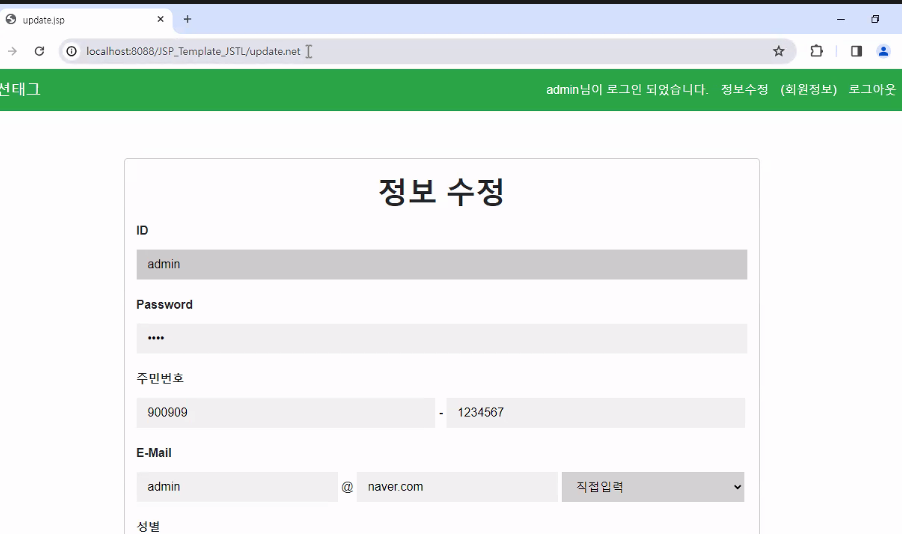 update.jsp
localhost:8088/JSP_Template_JSTL/update.net
션태그 admin님이 로그인 되었습니다. 정보수정 (회원정보) 로그아웃
정보 수정
ID
admin
Password
••••
주민번호
900909 - 1234567
E-Mail
admin @ naver.com 직접입력
성별